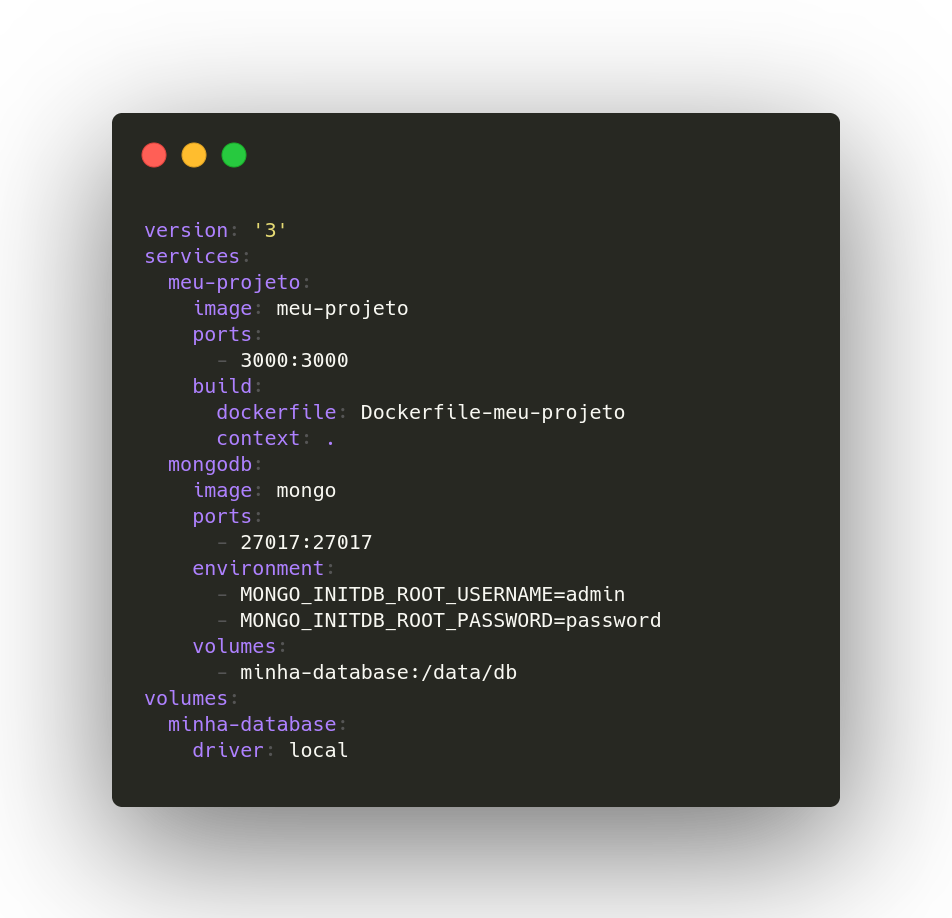 version: '3'
services:
  meu-projeto:
    image: meu-projeto
    ports:
      - 3000:3000
    build:
      dockerfile: Dockerfile-meu-projeto
      context: .
  mongodb:
    image: mongo
    ports:
      - 27017:27017
    environment:
      - MONGO_INITDB_ROOT_USERNAME=admin
      - MONGO_INITDB_ROOT_PASSWORD=password
    volumes:
      - minha-database:/data/db
volumes:
  minha-database:
    driver: local